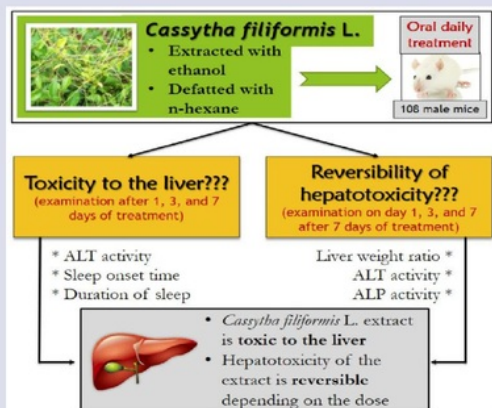 Cassytha filiformis L.
• Extracted with
ethanol
• Defatted with
n-hexane
Oral daily
treatment
108 male mice
Toxicity to the liver???
(examination after 1, 3, and 7
days of treatment)
Reversibility of
hepatotoxicity???
(examination on day 1, 3, and 7
after 7 days of treatment)
* ALT activity
* Sleep onset time
* Duration of sleep
Liver weight ratio *
ALT activity *
ALP activity *
• Cassytha filiformis L. extract
is toxic to the liver
• Hepatotoxicity of the
extract is reversible
depending on the dose